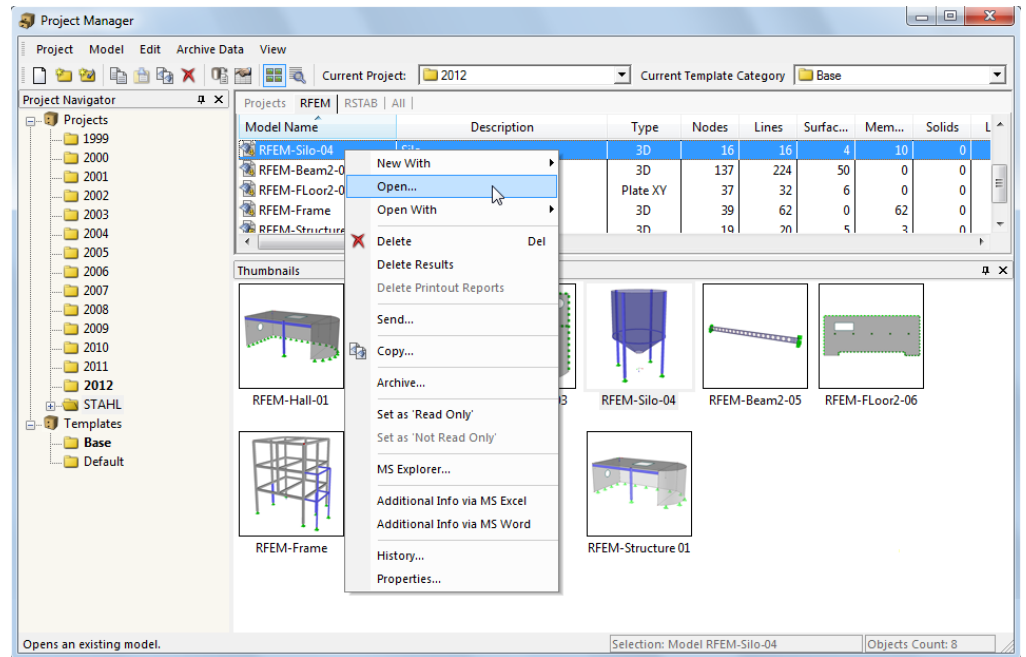 Project Manager
Project Model Edit Archive Data View
Current Project: 2012 Current Template Category Base
Project Navigator
Projects
1999
2000
2001
2002
2003
2004
2005
2006
2007
2008
2009
2010
2011
2012
STAHL
Templates
Base
Default
Projects RFEM RSTAB All
Model Name Description Type Nodes Lines Surfac... Mem... Solids L
RFEM-Silo-04 Silo 3D 16 16 4 10 0
RFEM-Beam2-0 3D 137 224 50 0 0
RFEM-FLoor2-0 Plate XY 37 32 6 0 0
RFEM-Frame 3D 39 62 0 62 0
RFEM-Structure 3D 19 20 5 3 0
New With
Open...
Open With
Delete Del
Delete Results
Delete Printout Reports
Send...
Copy...
Archive...
Set as 'Read Only'
Set as 'Not Read Only'
MS Explorer...
Additional Info via MS Excel
Additional Info via MS Word
History...
Properties...
Thumbnails
RFEM-Hall-01 3 RFEM-Silo-04 RFEM-Beam2-05 RFEM-FLoor2-06
RFEM-Frame RFEM-Structure 01
Opens an existing model. Selection: Model RFEM-Silo-04 Objects Count: 8